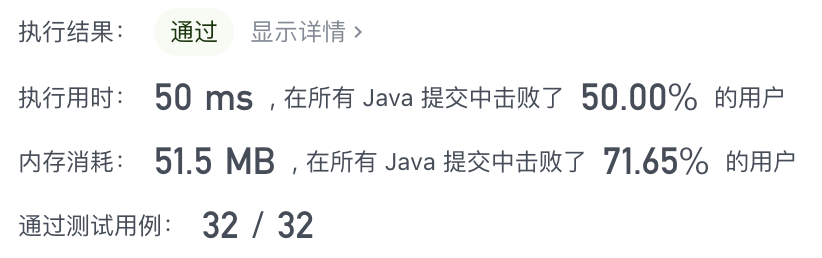 执行结果： 通过 显示详情 >
执行用时： 50 ms , 在所有 Java 提交中击败了 50.00% 的用户
内存消耗： 51.5 MB , 在所有 Java 提交中击败了 71.65% 的用户
通过测试用例： 32 / 32